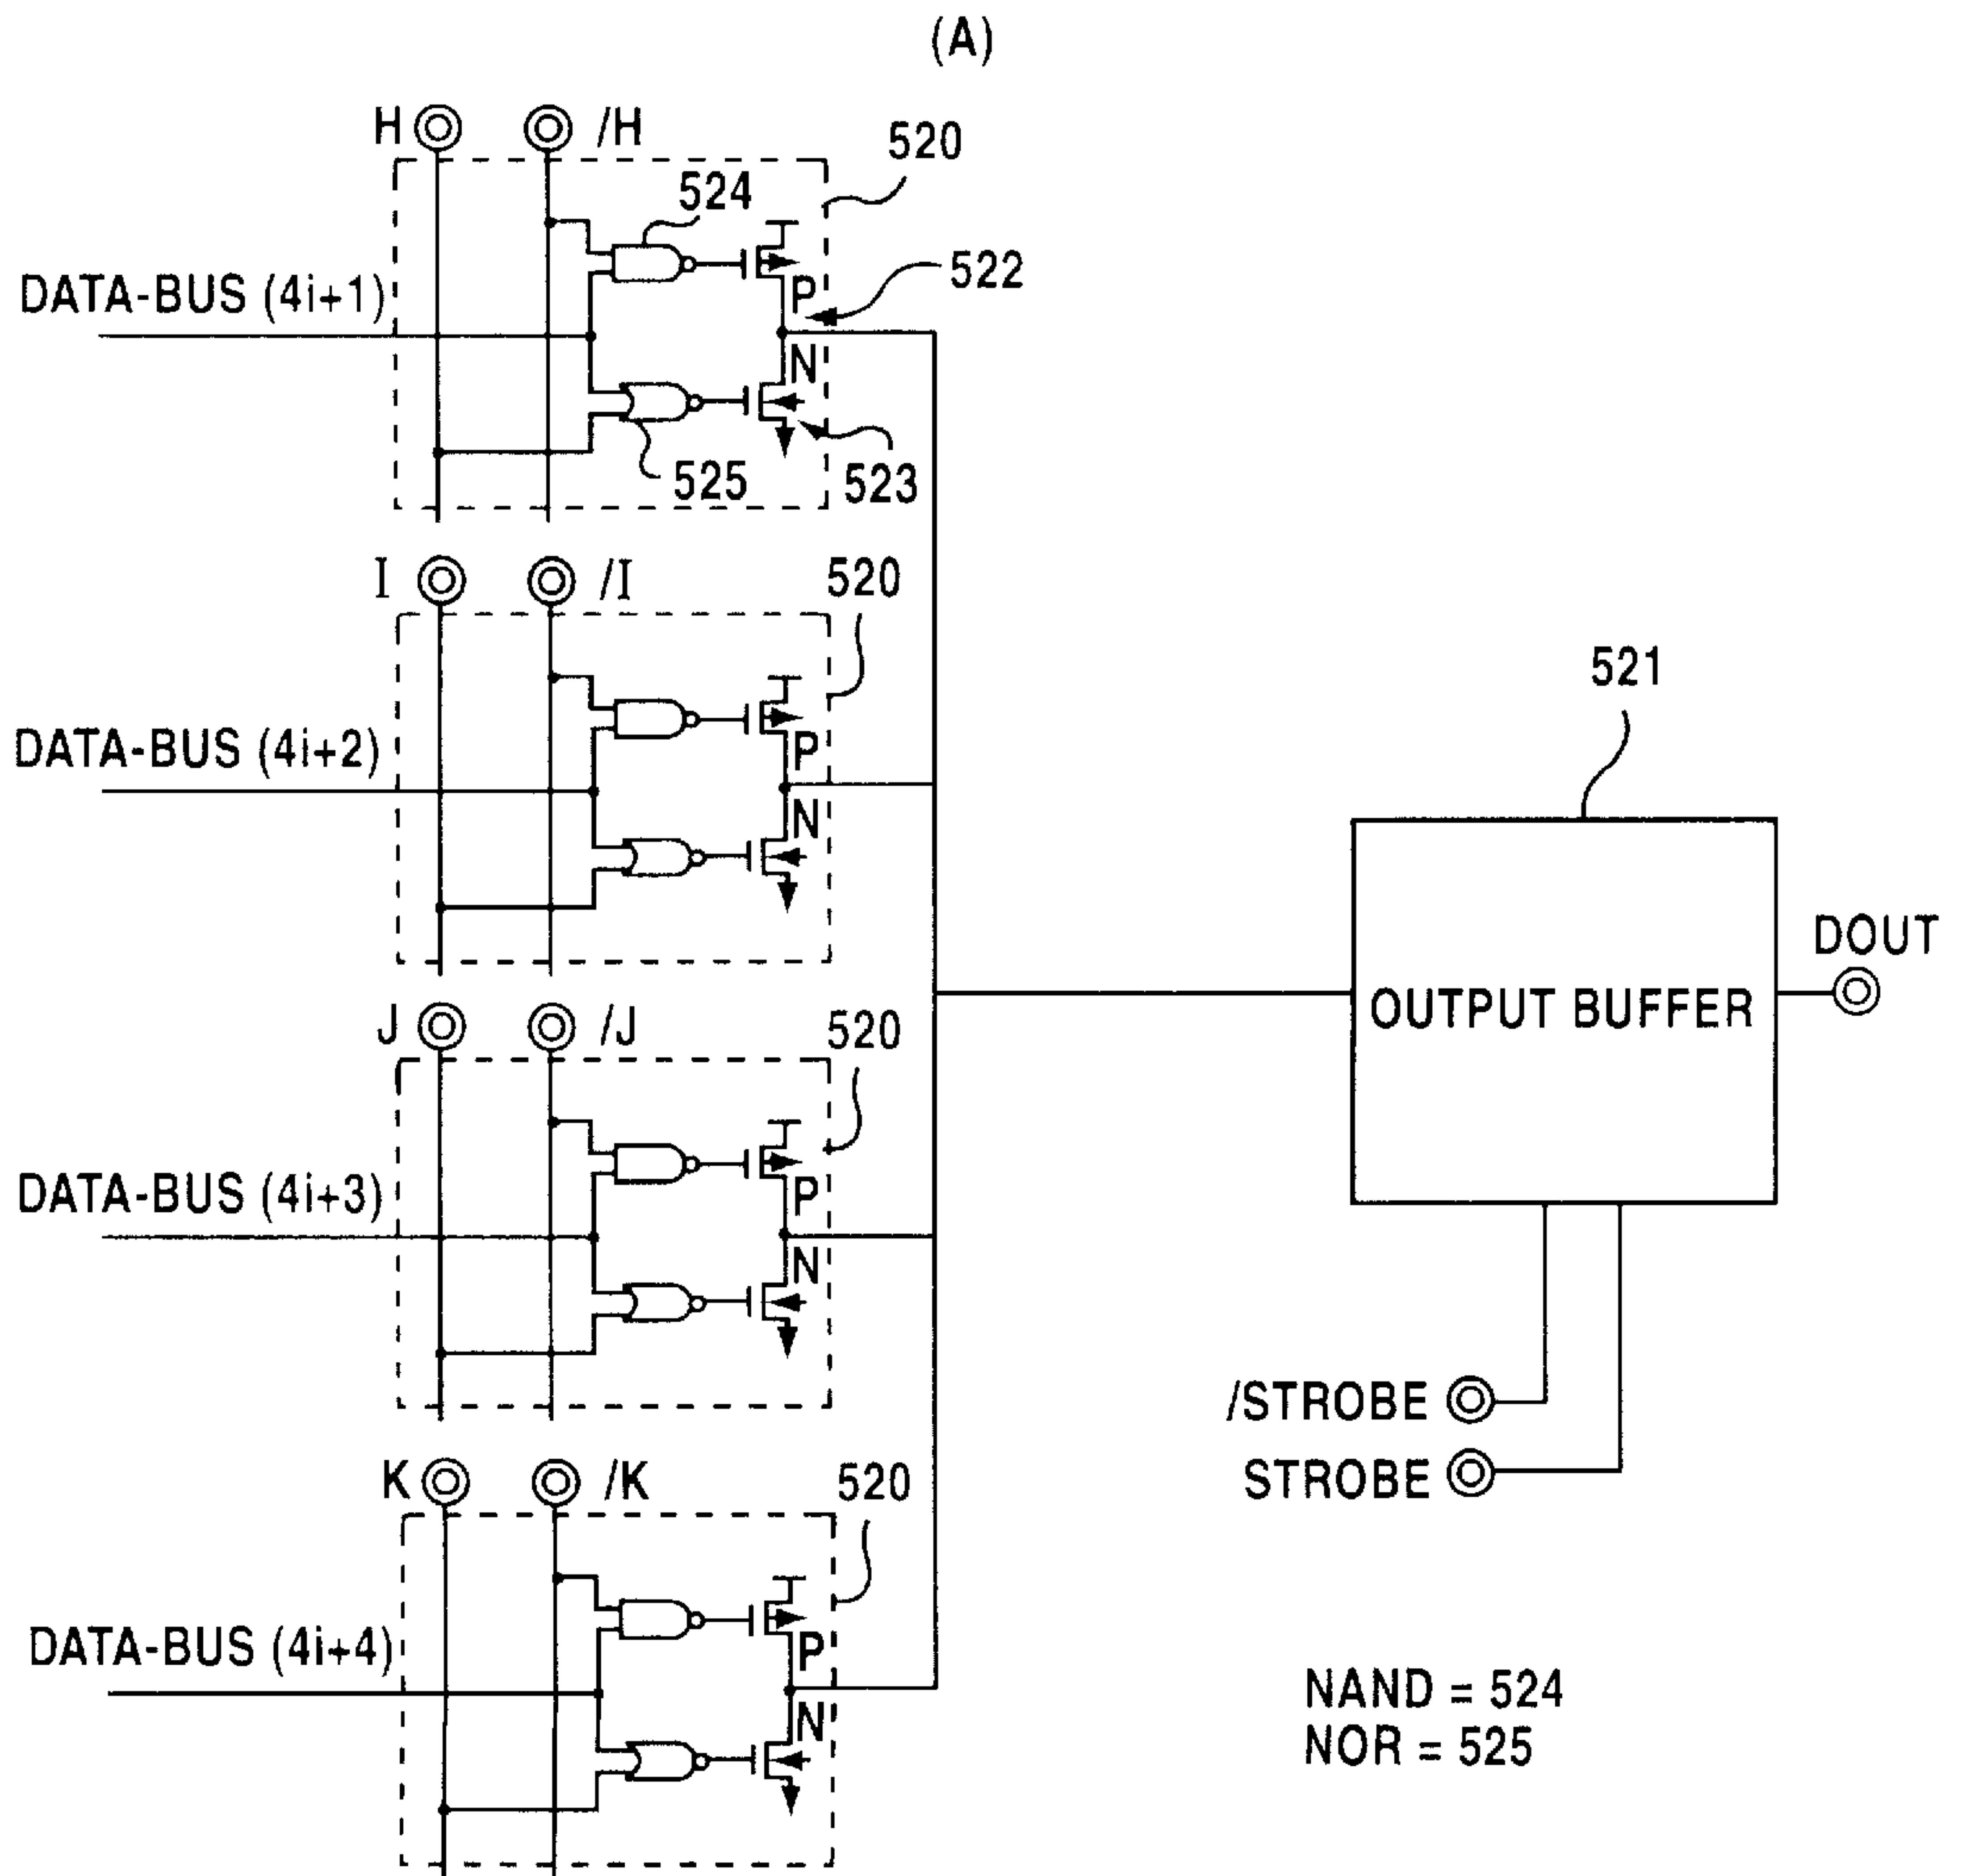 (A)
H /H 520
524
DATA-BUS (4i+1)
522
P
N
525 523
I /I 520
DATA-BUS (4i+2)
P
N
521
J /J 520
OUTPUT BUFFER
DOUT
DATA-BUS (4i+3)
P
N
/STROBE
STROBE
K /K 520
DATA-BUS (4i+4)
P
N
NAND = 524
NOR = 525